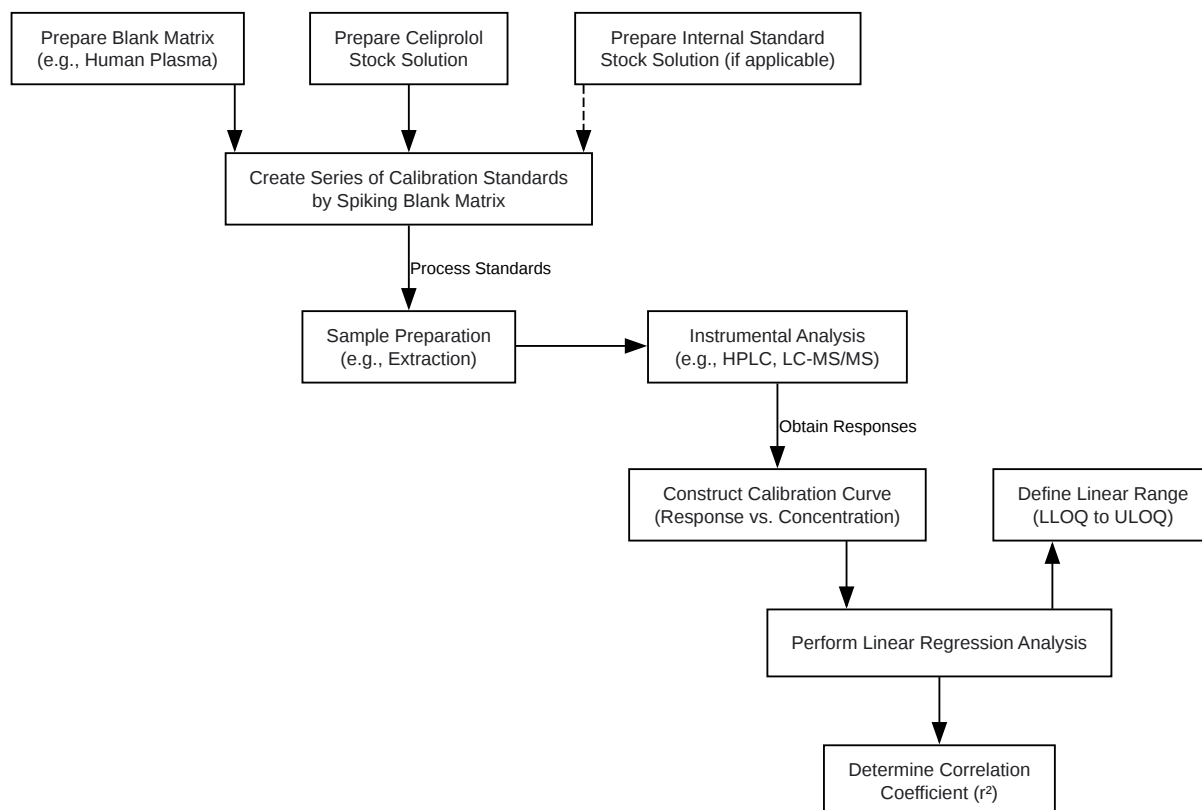 Prepare Blank Matrix
(e.g., Human Plasma)
Prepare Celiprolol
Stock Solution
Prepare Internal Standard
Stock Solution (if applicable)
Create Series of Calibration Standards
by Spiking Blank Matrix
Process Standards
Sample Preparation
(e.g., Extraction)
Instrumental Analysis
(e.g., HPLC, LC-MS/MS)
Obtain Responses
Construct Calibration Curve
(Response vs. Concentration)
Define Linear Range
(LLOQ to ULOQ)
Perform Linear Regression Analysis
Determine Correlation
Coefficient (r²)